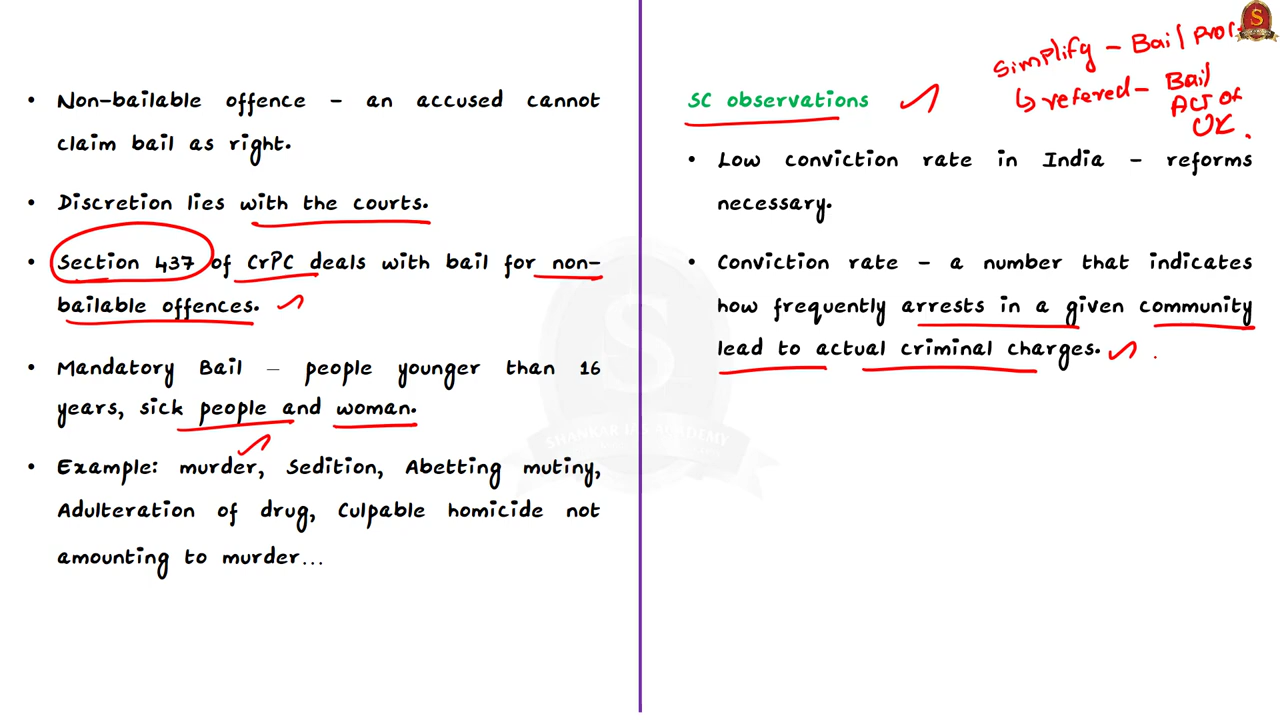 • Non-bailable offence – an accused cannot
claim bail as right.
• Discretion lies with the courts.
• Section 437 of CrPC deals with bail for non-
bailable offences.
• Mandatory Bail – people younger than 16
years, sick people and woman.
• Example: murder, Sedition, Abetting mutiny,
Adulteration of drug, Culpable homicide not
amounting to murder...
Simplify – Bail proc
↳ refered – Bail
Act of
UK.
SC observations
• Low conviction rate in India – reforms
necessary.
• Conviction rate – a number that indicates
how frequently arrests in a given community
lead to actual criminal charges.
S
S
SHANKAR IAS ACADEMY